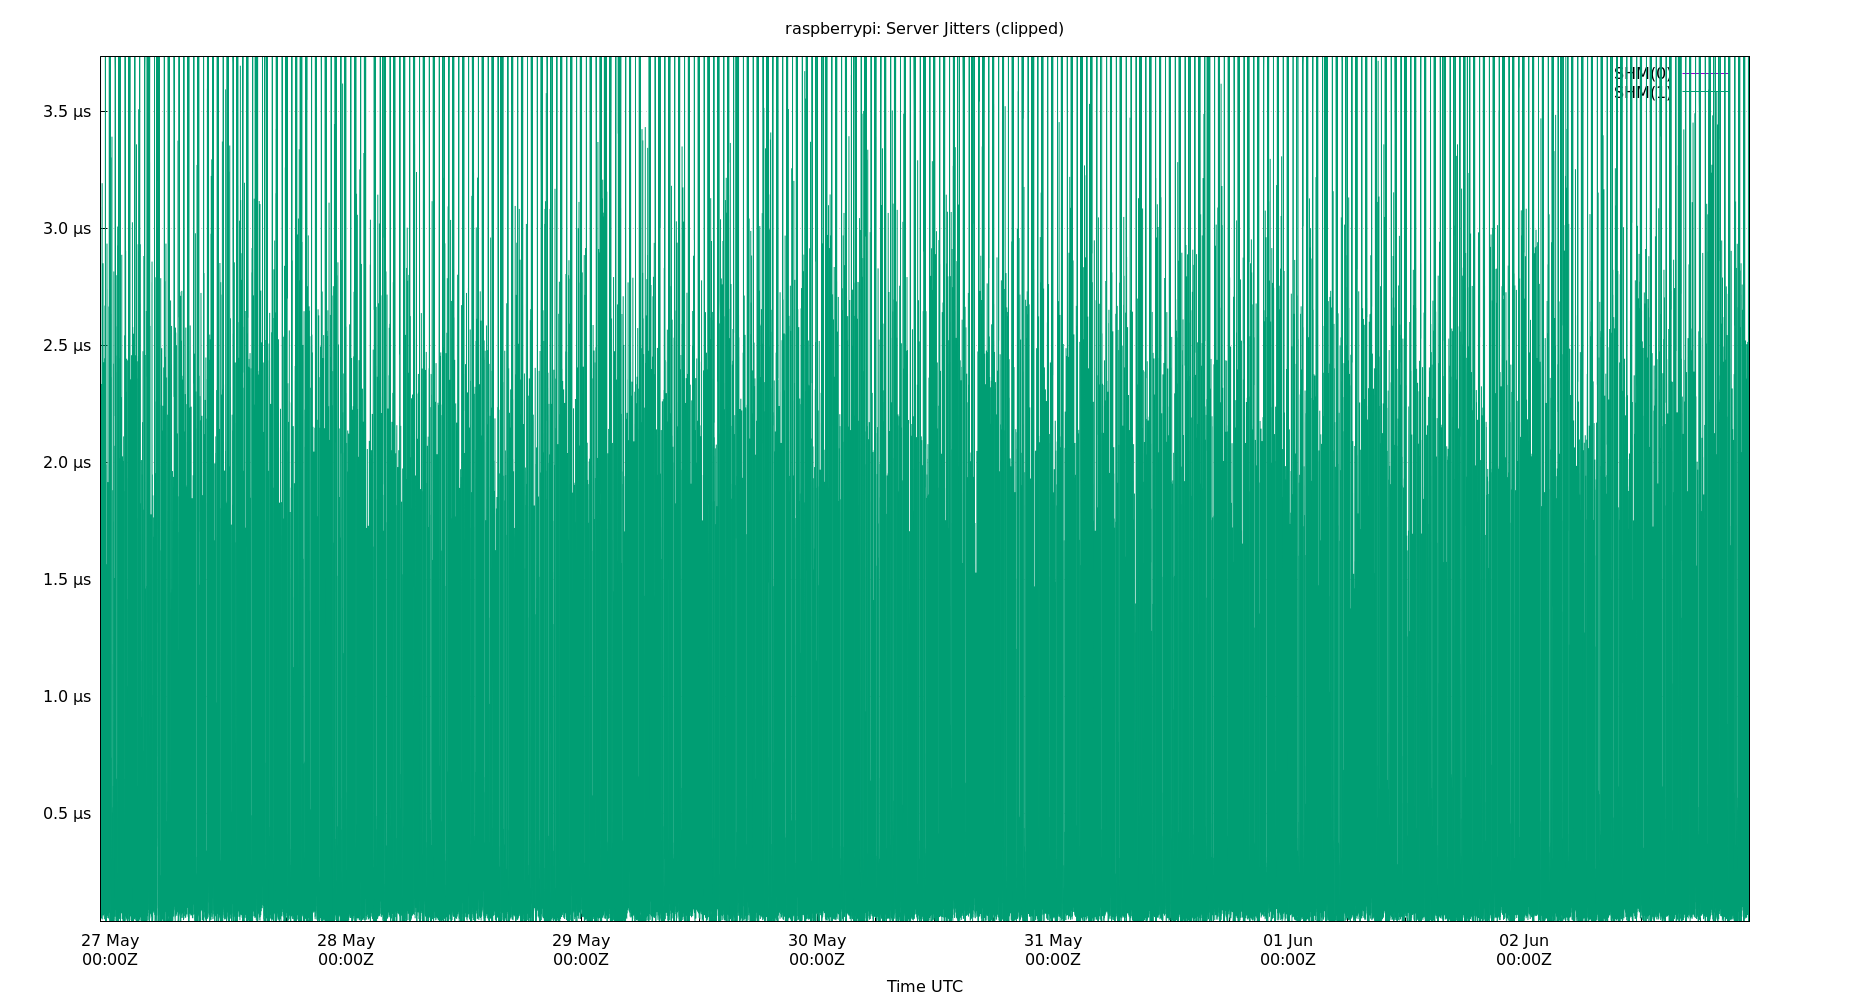 raspberrypi: Server Jitters (clipped)
SHM(0)
SHM(1)
3.5 μs
3.0 μs
2.5 μs
2.0 μs
1.5 μs
1.0 μs
0.5 μs
27 May 28 May 29 May 30 May 31 May 01 Jun 02 Jun
00:00Z 00:00Z 00:00Z 00:00Z 00:00Z 00:00Z 00:00Z
Time UTC